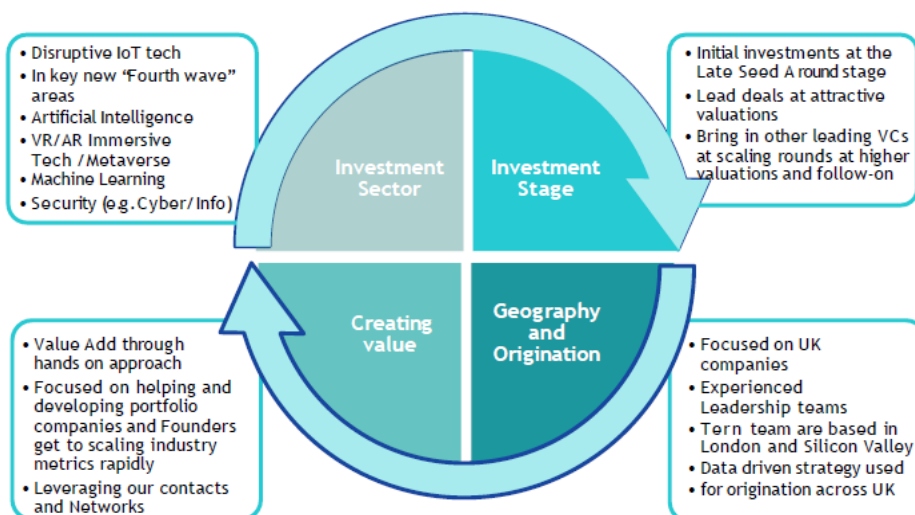 • Disruptive IoT tech
• In key new “Fourth wave”
areas
• Artificial Intelligence
• VR/AR Immersive
Tech /Metaverse
• Machine Learning
• Security (e.g.Cyber/Info)
Investment
Sector
Investment
Stage
• Initial investments at the
Late Seed A round stage
• Lead deals at attractive
valuations
• Bring in other leading VCs
at scaling rounds at higher
valuations and follow-on
Creating
value
Geography
and
Origination
• Value Add through
hands on approach
• Focused on helping and
developing portfolio
companies and Founders
get to scaling industry
metrics rapidly
• Leveraging our contacts
and Networks
• Focused on UK
companies
• Experienced
Leadership teams
• Tern team are based in
London and Silicon Valley
• Data driven strategy used
• for origination across UK